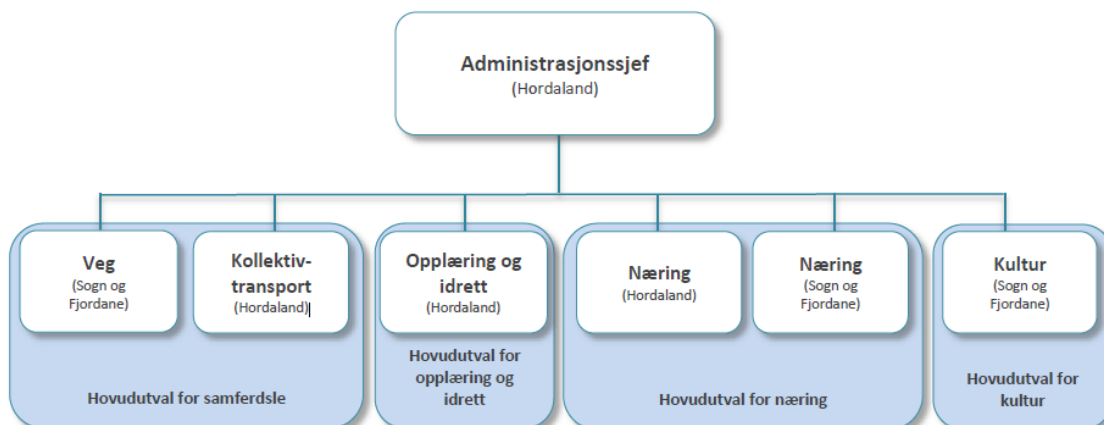 Administrasjonssjef
(Hordaland)
Veg
(Sogn og
Fjordane)
Kollektiv-
transport
(Hordaland)
Hovudutval for samferdsle
Opplæring og
idrett
(Hordaland)
Hovudutval for
opplæring og
idrett
Næring
(Hordaland)
Næring
(Sogn og
Fjordane)
Hovudutval for næring
Kultur
(Sogn og
Fjordane)
Hovudutval for
kultur